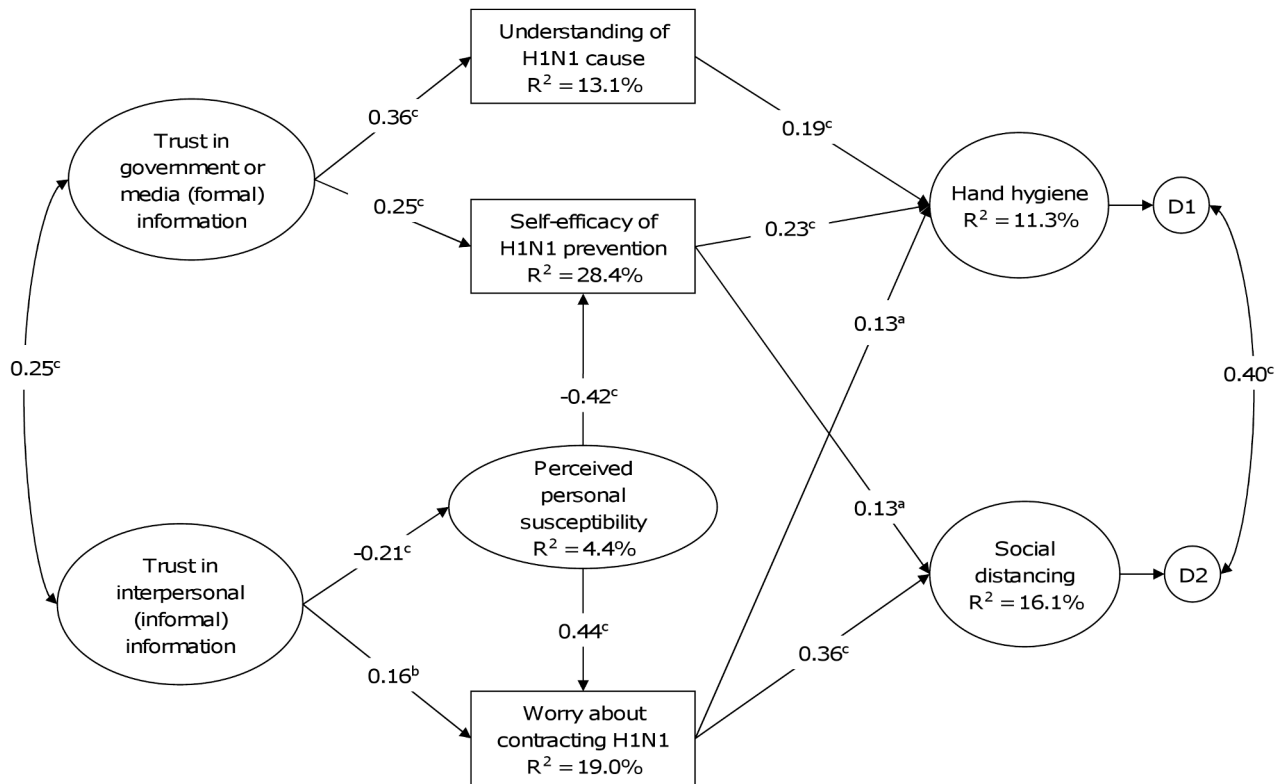 Understanding of
H1N1 cause
R² = 13.1%
0.36ᶜ
0.19ᶜ
Trust in
government or
media (formal)
information
Hand hygiene
R² = 11.3%
D1
0.25ᶜ
Self-efficacy of
H1N1 prevention
R² = 28.4%
0.23ᶜ
0.13ᵃ
0.25ᶜ
0.40ᶜ
-0.42ᶜ
Perceived
personal
susceptibility
R² = 4.4%
0.13ᵃ
-0.21ᶜ
Trust in
interpersonal
(informal)
information
Social
distancing
R² = 16.1%
D2
0.44ᶜ
0.16ᵇ
0.36ᶜ
Worry about
contracting H1N1
R² = 19.0%